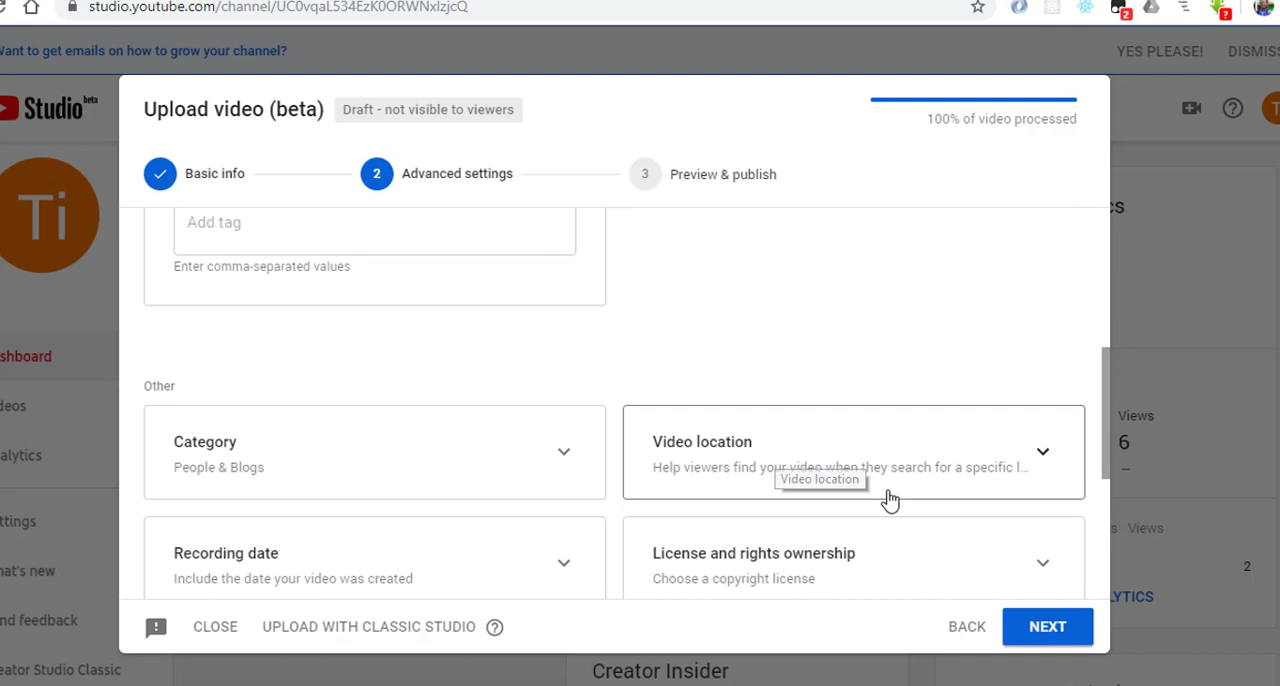 studio.youtube.com/channel/UC0vqaL534EzK0ORWNxIzjcQ
2
?
Want to get emails on how to grow your channel?
YES PLEASE!
DISMISS
Studio beta
Upload video (beta)
Draft - not visible to viewers
100% of video processed
?
T
Basic info
2
Advanced settings
3
Preview & publish
Ti
cs
Add tag
Enter comma-separated values
shboard
Other
eos
Category
People & Blogs
Video location
Help viewers find your video when they search for a specific l...
Video location
Views
6
–
alytics
ttings
s Views
Recording date
Include the date your video was created
License and rights ownership
Choose a copyright license
at's new
2
LYTICS
nd feedback
!
CLOSE
UPLOAD WITH CLASSIC STUDIO
?
BACK
NEXT
eator Studio Classic
Creator Insider